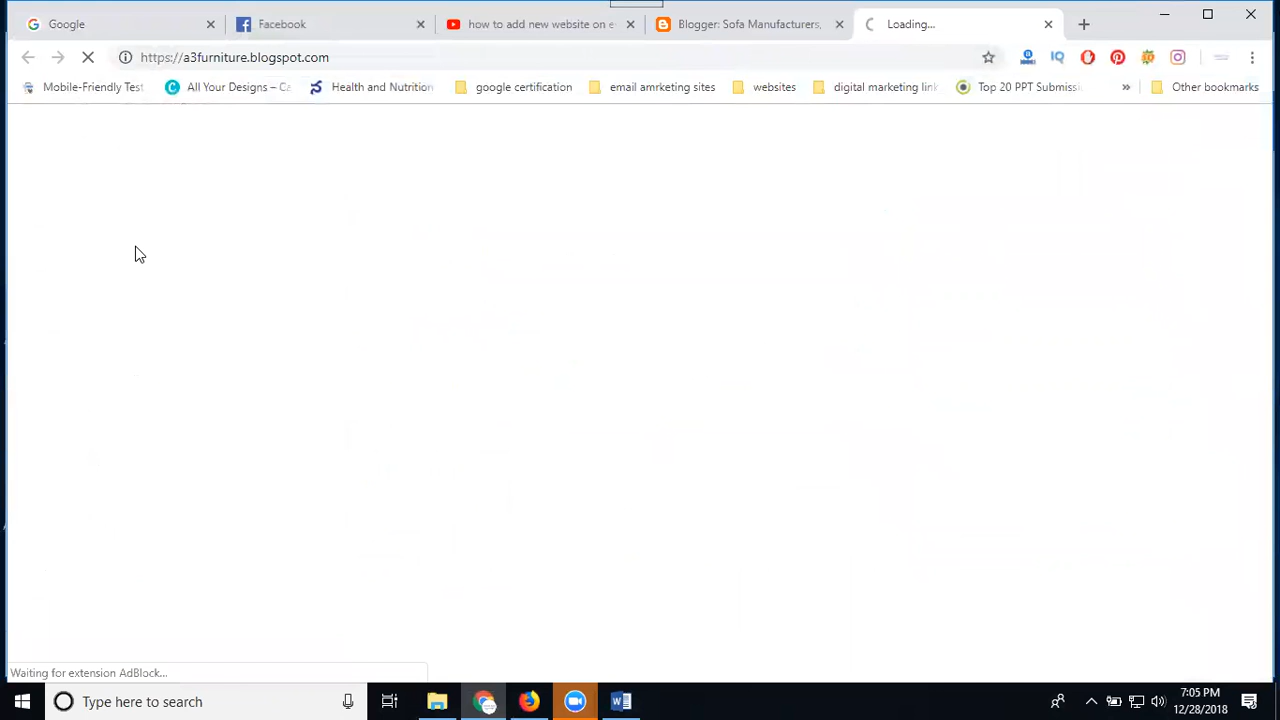 Google
Facebook
how to add new website on e
Blogger: Sofa Manufacturers,
Loading...
https://a3furniture.blogspot.com
Mobile-Friendly Test
All Your Designs – Ca
Health and Nutrition
google certification
email amrketing sites
websites
digital marketing link
Top 20 PPT Submissi
»
Other bookmarks
Waiting for extension AdBlock...
Type here to search
7:05 PM
12/28/2018